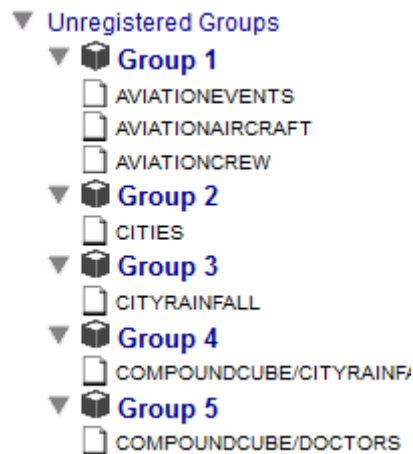 Unregistered Groups
Group 1
AVIATIONEVENTS
AVIATIONAIRCRAFT
AVIATIONCREW
Group 2
CITIES
Group 3
CITYRAINFALL
Group 4
COMPOUNDCUBE/CITYRAINFA
Group 5
COMPOUNDCUBE/DOCTORS